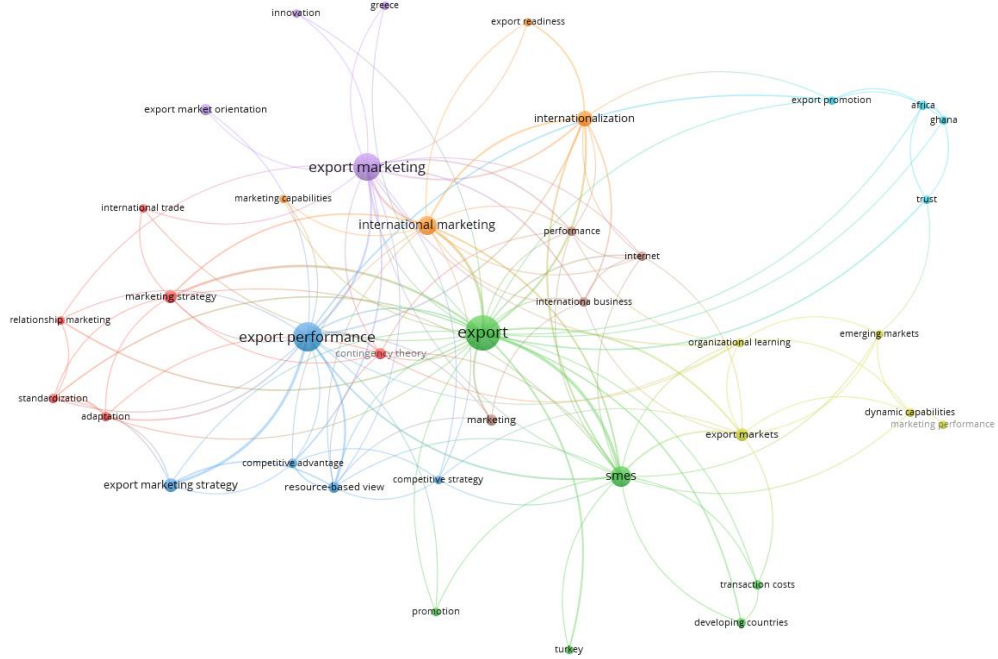 innovation
greece
export readiness
export market orientation
internationalization
export promotion
africa
ghana
export marketing
marketing capabilities
international trade
international marketing
trust
performance
internet
marketing strategy
internationa business
relationship marketing
export performance
export
contingency theory
organizational learning
emerging markets
standardization
adaptation
marketing
dynamic capabilities
marketing performance
export markets
competitive advantage
export marketing strategy
resource-based view
competitive strategy
smes
transaction costs
promotion
developing countries
turkey